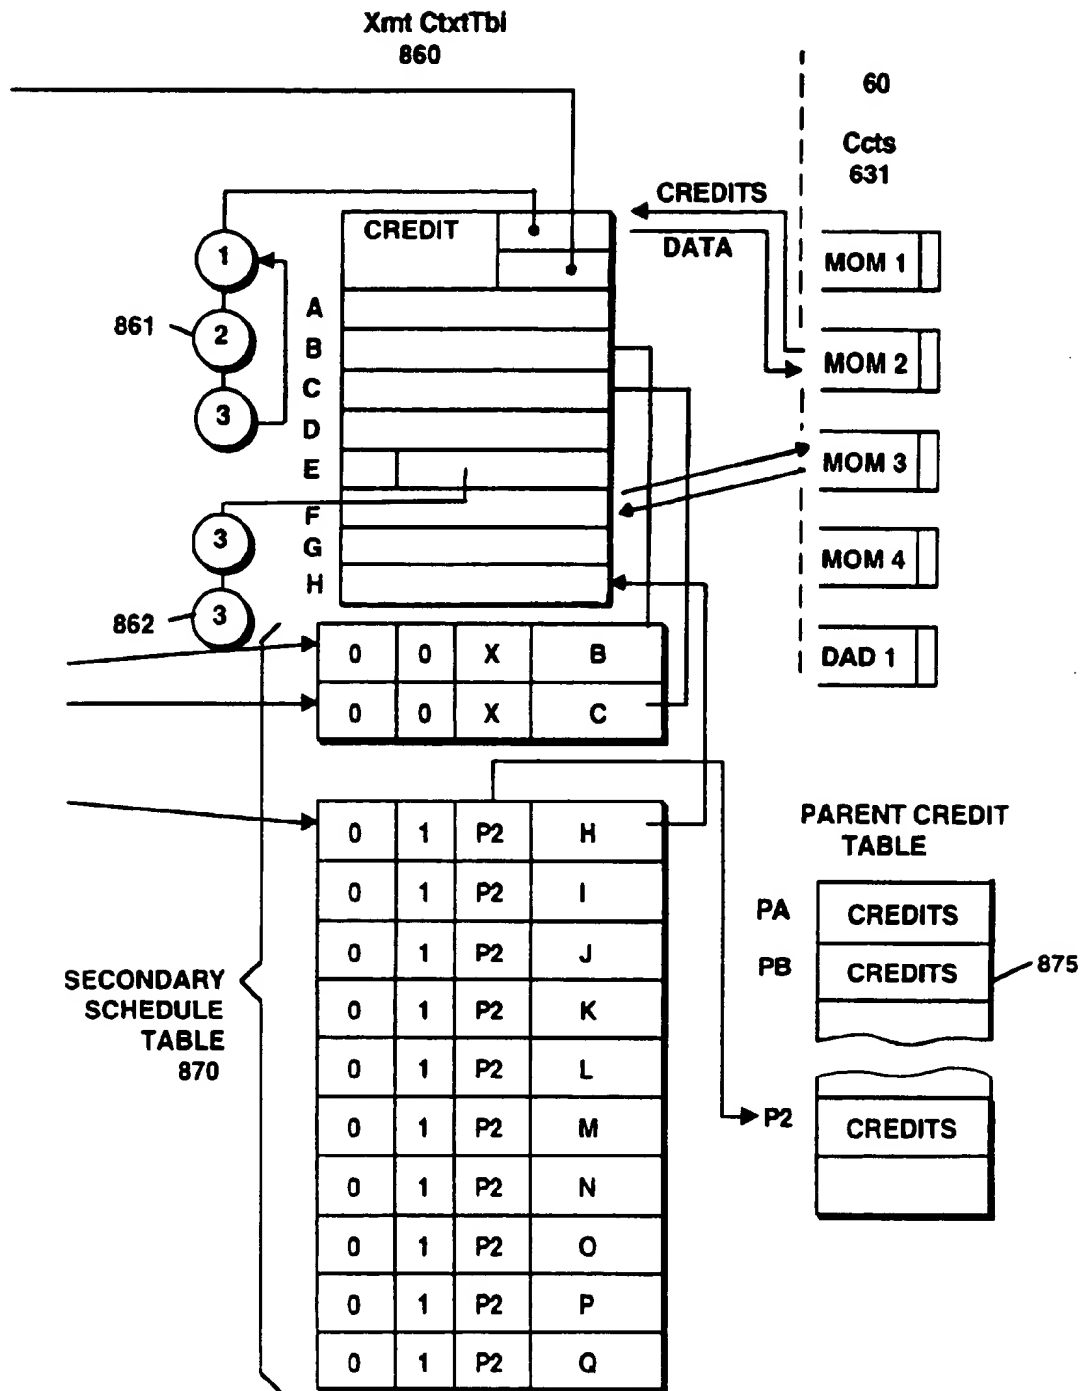 Xmt CtxtTbl
860
60
Ccts
631
CREDITS
DATA
CREDIT
1
2
3
861
A
B
C
D
E
F
G
H
3
3
862
MOM 1
MOM 2
MOM 3
MOM 4
DAD 1
0 0 X B
0 0 X C
0 1 P2 H
0 1 P2 I
0 1 P2 J
0 1 P2 K
0 1 P2 L
0 1 P2 M
0 1 P2 N
0 1 P2 O
0 1 P2 P
0 1 P2 Q
SECONDARY
SCHEDULE
TABLE
870
PARENT CREDIT
TABLE
PA CREDITS
PB CREDITS
875
P2 CREDITS